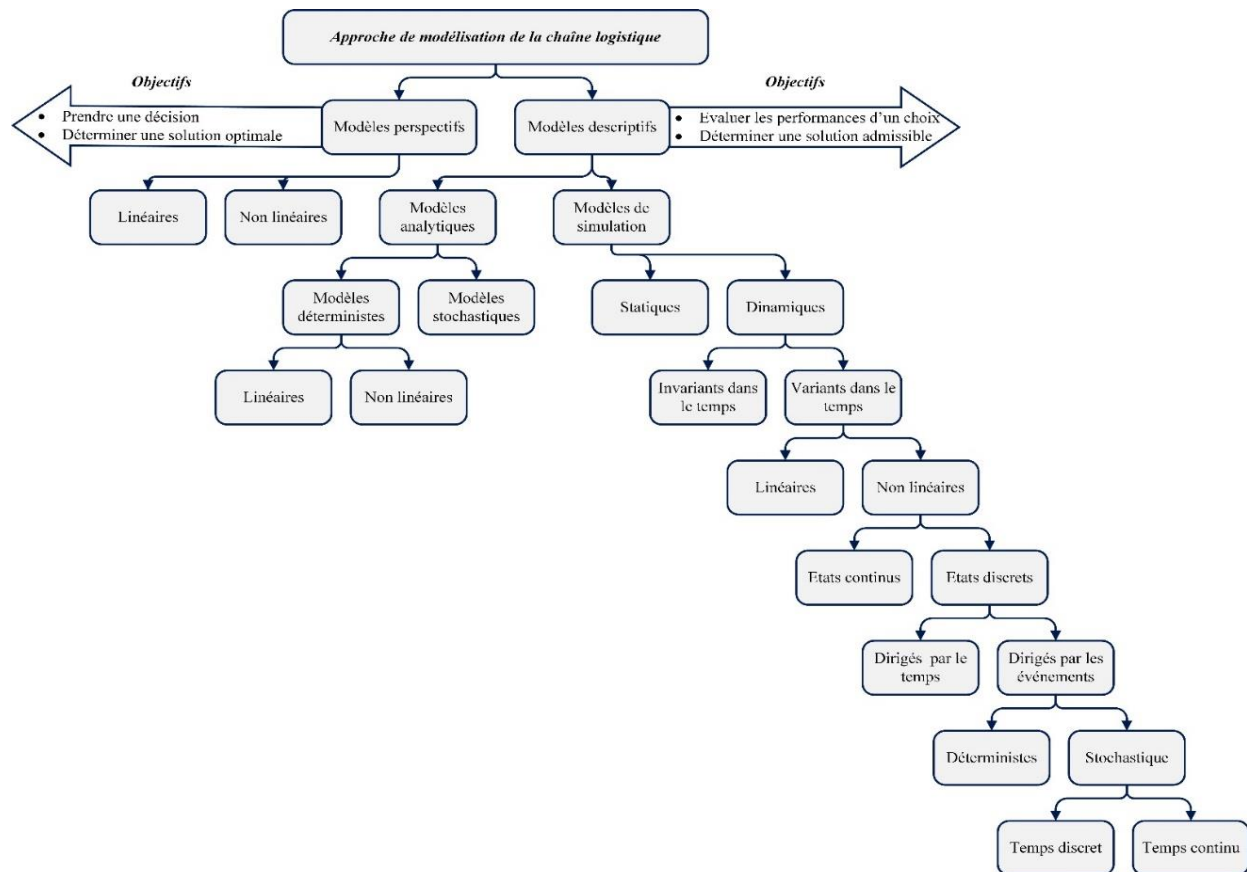 Approche de modélisation de la chaîne logistique
Objectifs
• Prendre une décision
• Déterminer une solution optimale
Modèles perspectifs
Modèles descriptifs
Objectifs
• Evaluer les performances d'un choix
• Déterminer une solution admissible
Linéaires
Non linéaires
Modèles
analytiques
Modèles de
simulation
Modèles
déterministes
Modèles
stochastiques
Statiques
Dinamiques
Linéaires
Non linéaires
Invariants dans
le temps
Variants dans le
temps
Linéaires
Non linéaires
Etats continus
Etats discrets
Dirigés par le
temps
Dirigés par les
événements
Déterministes
Stochastique
Temps discret
Temps continu